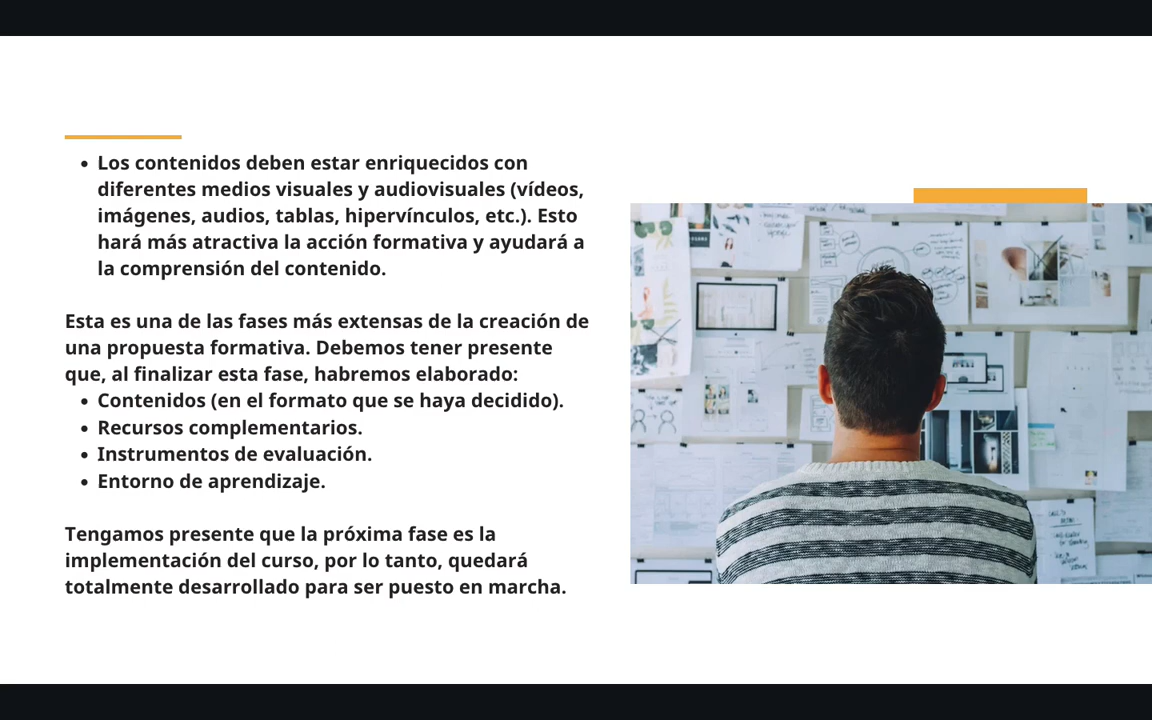 • Los contenidos deben estar enriquecidos con
diferentes medios visuales y audiovisuales (vídeos,
imágenes, audios, tablas, hipervínculos, etc.). Esto
hará más atractiva la acción formativa y ayudará a
la comprensión del contenido.
Esta es una de las fases más extensas de la creación de
una propuesta formativa. Debemos tener presente
que, al finalizar esta fase, habremos elaborado:
• Contenidos (en el formato que se haya decidido).
• Recursos complementarios.
• Instrumentos de evaluación.
• Entorno de aprendizaje.
Tengamos presente que la próxima fase es la
implementación del curso, por lo tanto, quedará
totalmente desarrollado para ser puesto en marcha.